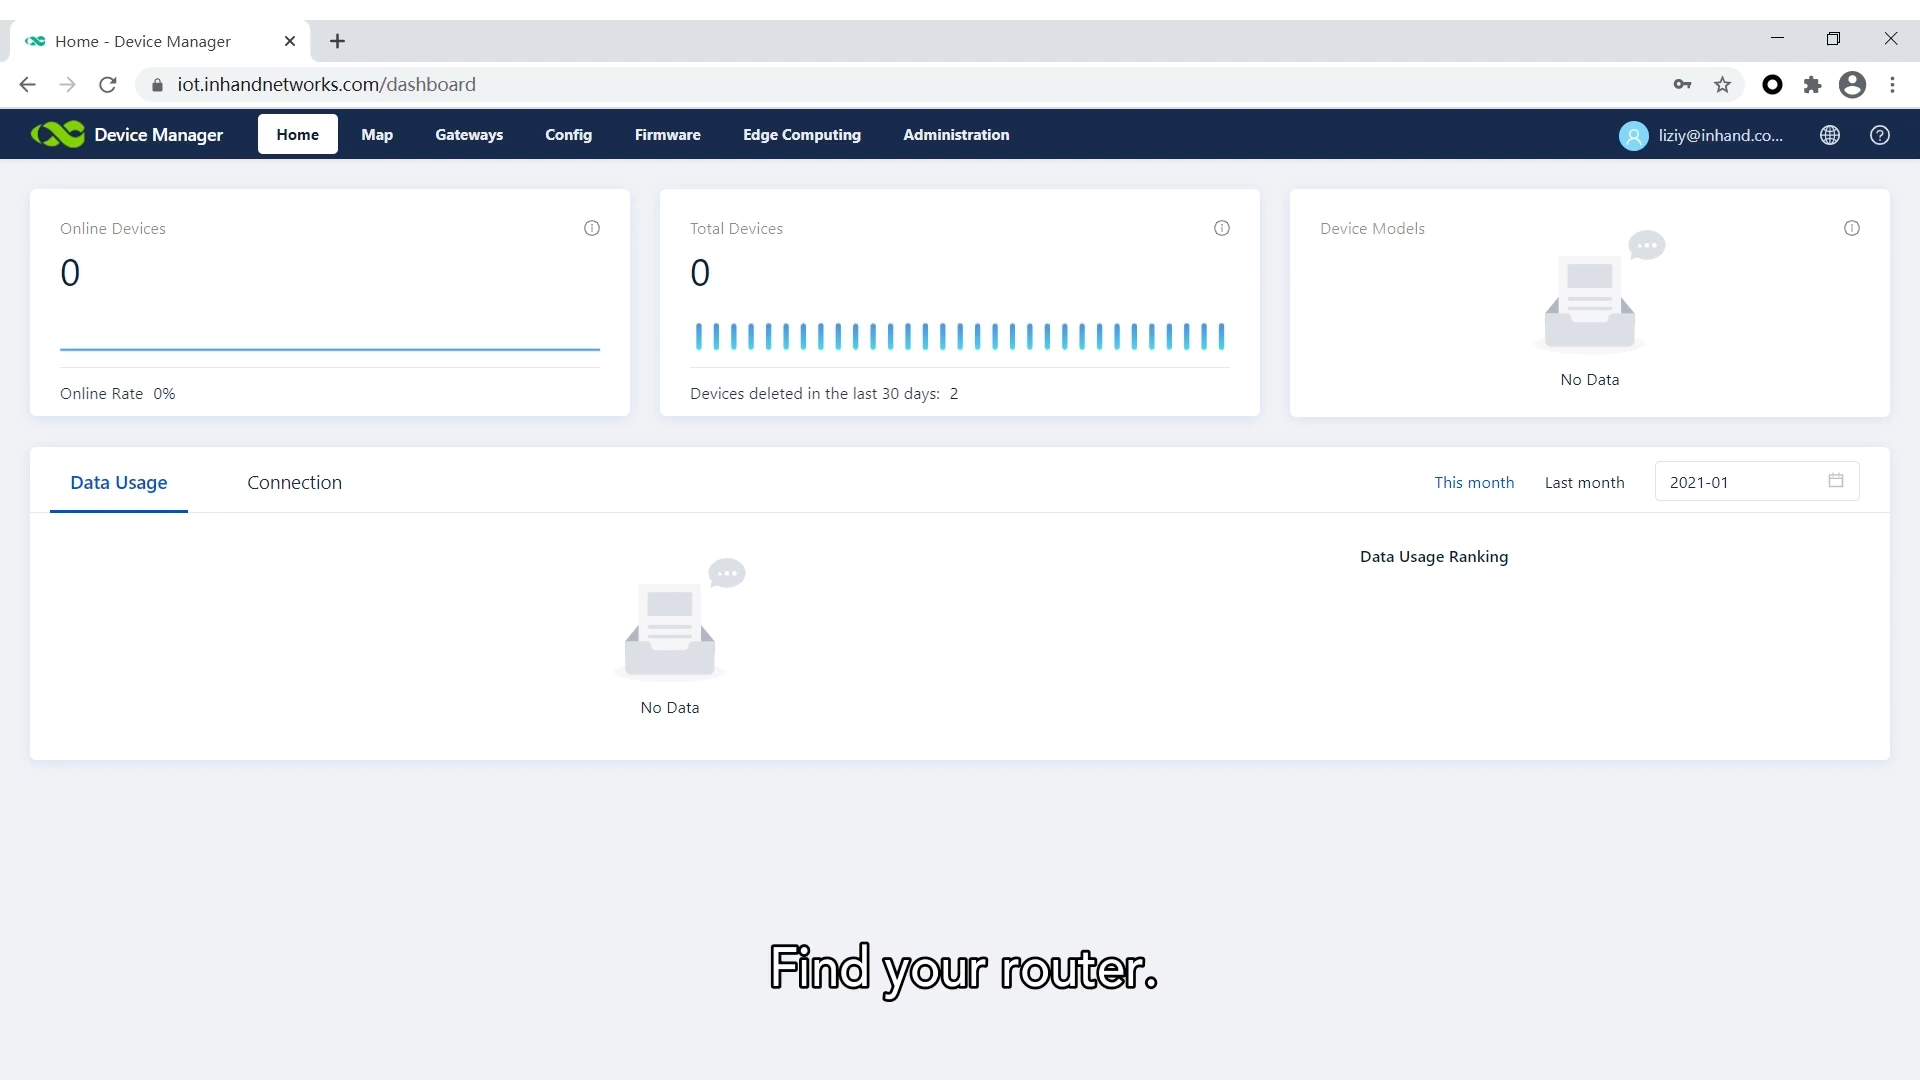 Home - Device Manager
iot.inhandnetworks.com/dashboard
Device Manager Home Map Gateways Config Firmware Edge Computing Administration liziy@inhand.co...
Online Devices
0
Online Rate 0%
Total Devices
0
Devices deleted in the last 30 days: 2
Device Models
No Data
Data Usage Connection This month Last month 2021-01
Data Usage Ranking
No Data
Find your router.